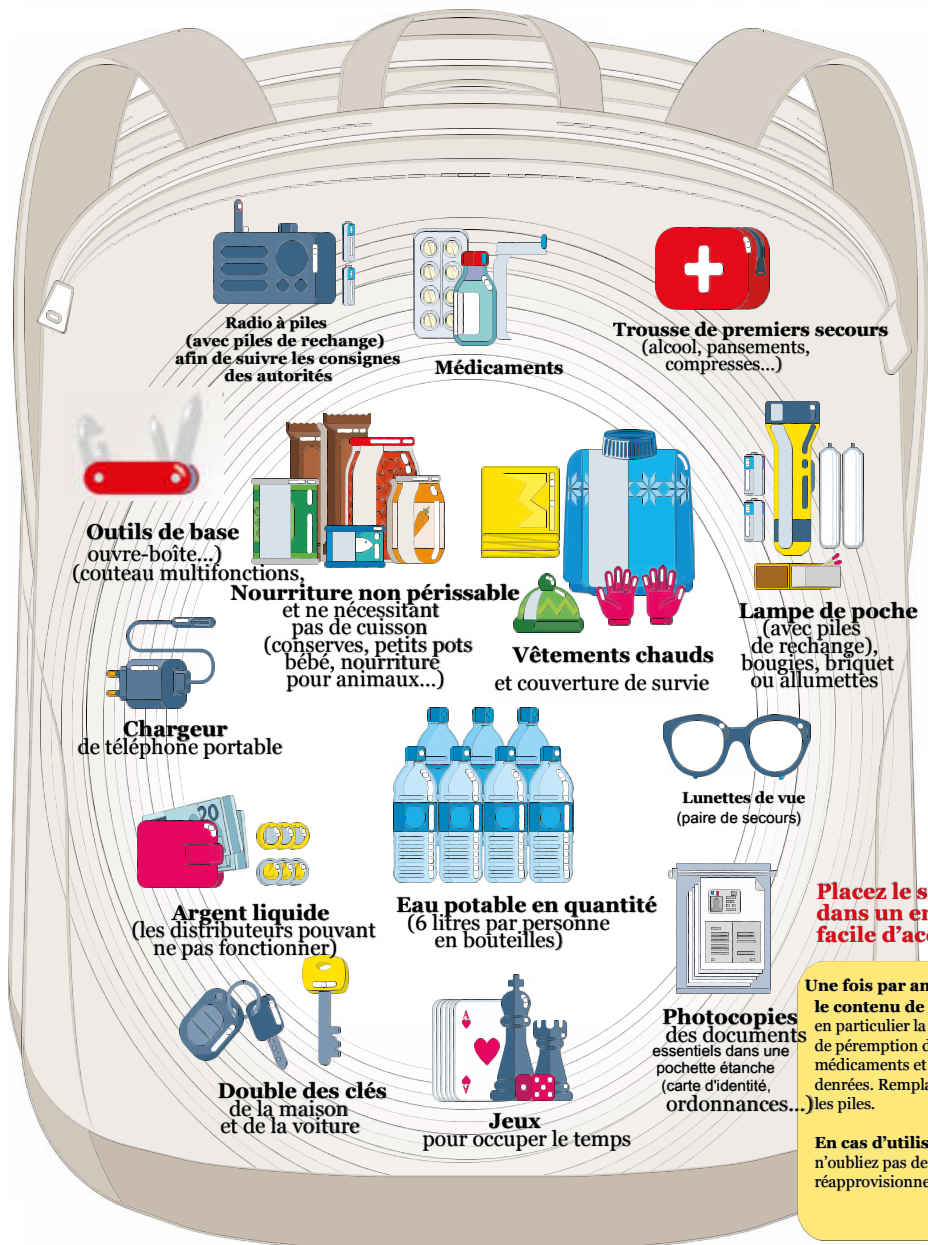 Radio à piles
(avec piles de rechange)
afin de suivre les consignes
des autorités
Médicaments
Trousse de premiers secours
(alcool, pansements,
compresses...)
Outils de base
ouvre-boîte...)
(couteau multifonctions,
Nourriture non périssable
et ne nécessitant
pas de cuisson
(conserves, petits pots
bébé, nourriture
pour animaux...)
Vêtements chauds
et couverture de survie
Lampe de poche
(avec piles
de rechange),
bougies, briquet
ou allumettes
Chargeur
de téléphone portable
Lunettes de vue
(paire de secours)
20
Argent liquide
(les distributeurs pouvant
ne pas fonctionner)
Eau potable en quantité
(6 litres par personne
en bouteilles)
Photocopies
des documents
essentiels dans une
pochette étanche
(carte d'identité,
ordonnances...)
Double des clés
de la maison
et de la voiture
A
A
Jeux
pour occuper le temps
Placez le s
dans un en
facile d'acc
Une fois par an
le contenu de
en particulier la
de péremption d
médicaments et
denrées. Rempla
les piles.
En cas d'utilis
n'oubliez pas de
réapprovisionne